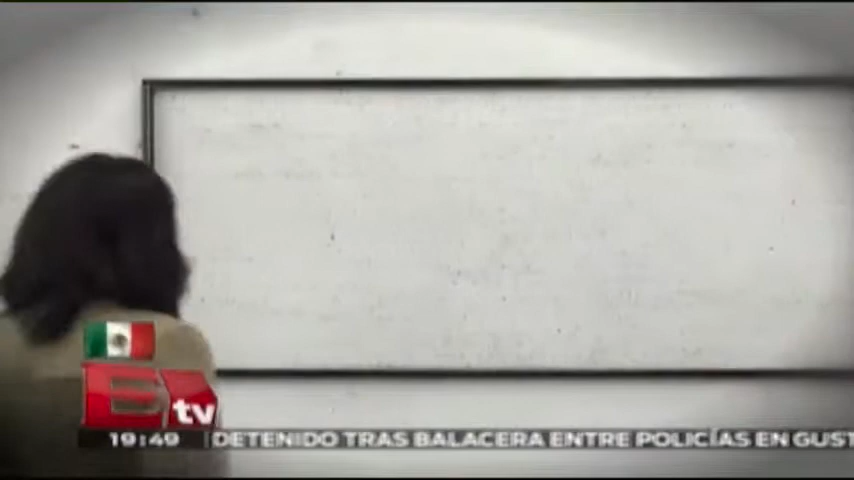 E tv
19:49 DETENIDO TRAS BALACERA ENTRE POLICÍAS EN GUST